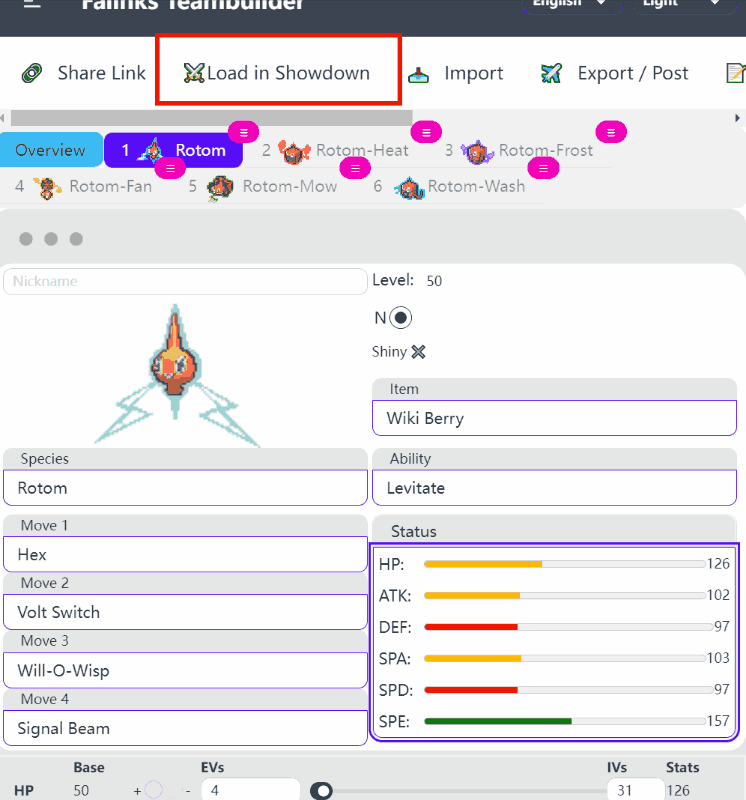 Falinks Teambuilder
English
Light
Share Link
Load in Showdown
Import
Export / Post
Overview
1 Rotom
2 Rotom-Heat
3 Rotom-Frost
4 Rotom-Fan
5 Rotom-Mow
6 Rotom-Wash
Nickname
Level: 50
N
Shiny
Item
Wiki Berry
Species
Rotom
Ability
Levitate
Move 1
Hex
Move 2
Volt Switch
Move 3
Will-O-Wisp
Move 4
Signal Beam
Status
HP: 126
ATK: 102
DEF: 97
SPA: 103
SPD: 97
SPE: 157
Base EVs IVs Stats
HP 50 + - 4 31 126